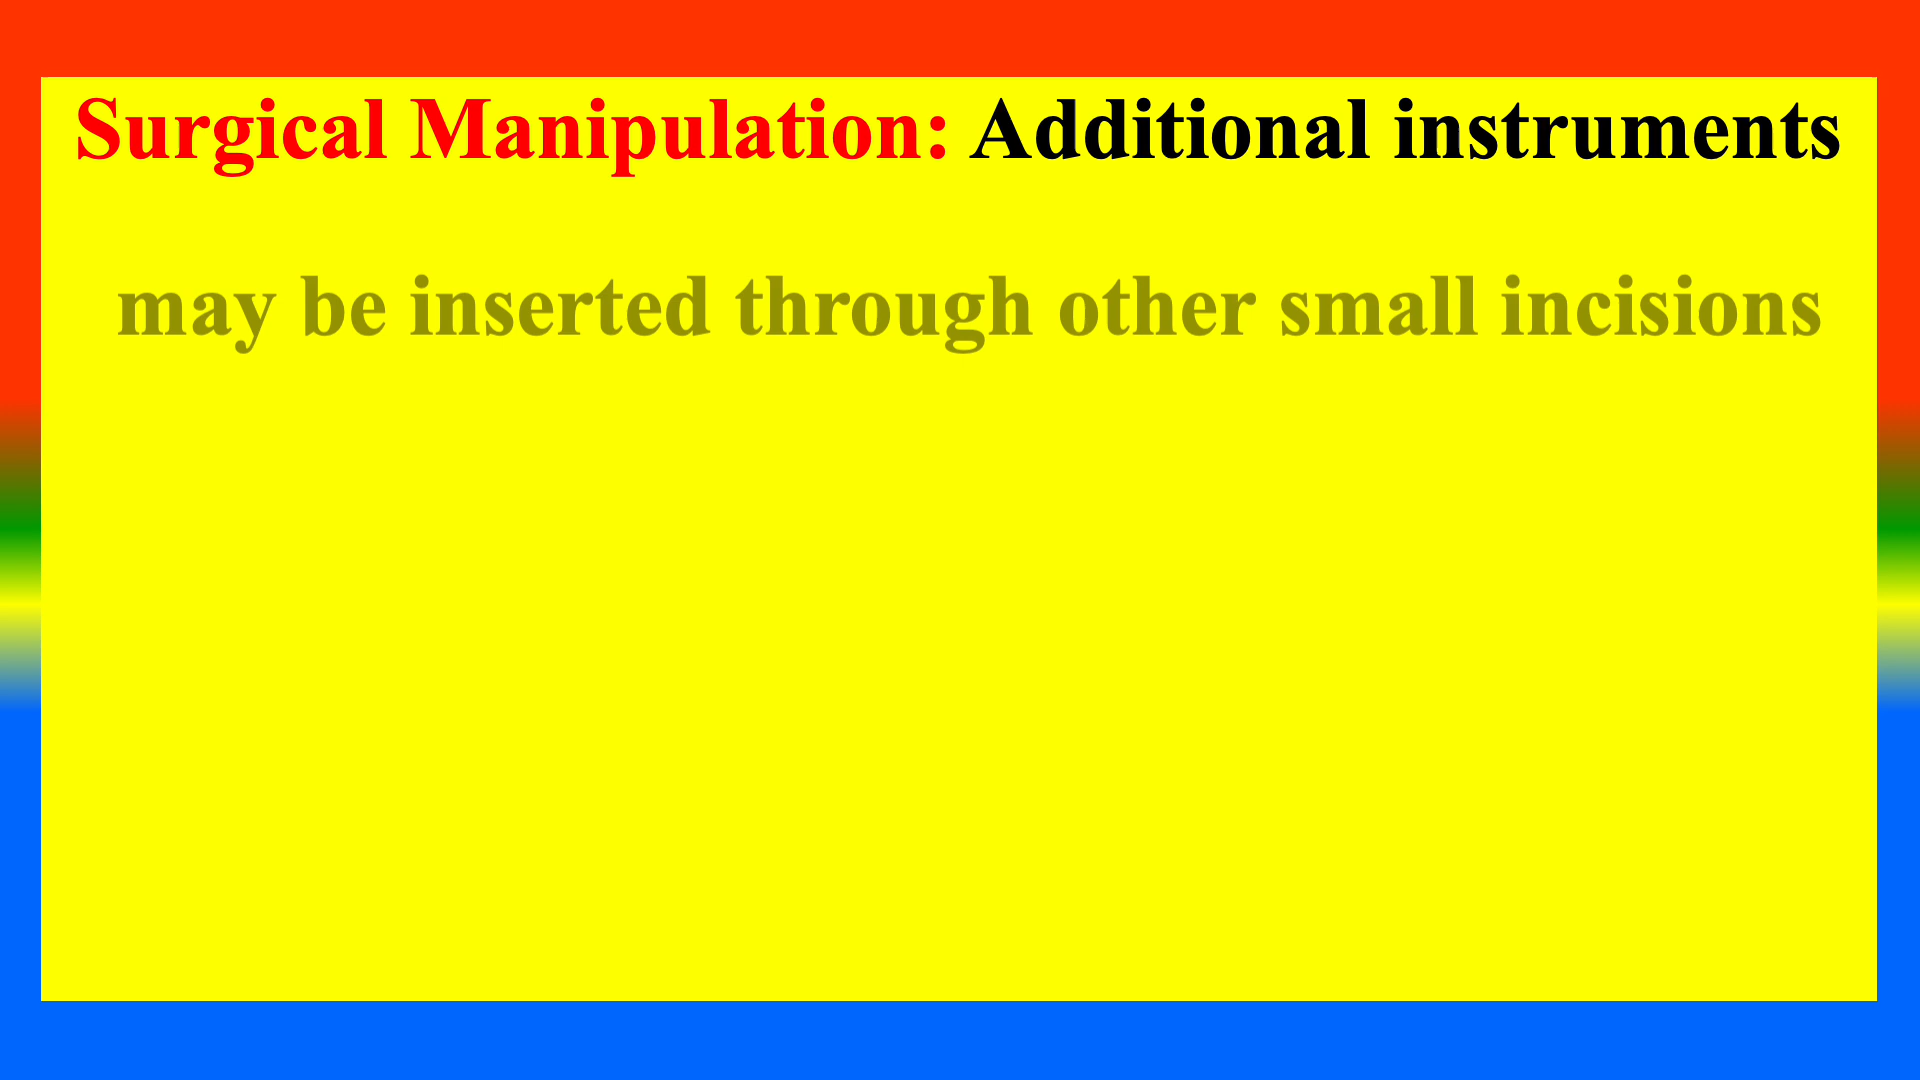 Surgical Manipulation: Additional instruments
may be inserted through other small incisions